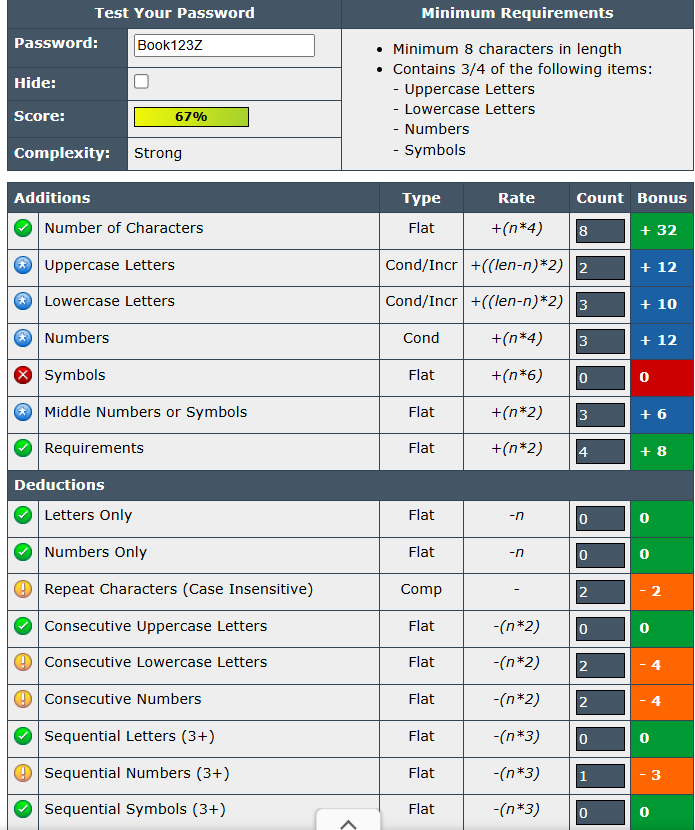 Test Your Password Minimum Requirements
Password: Book123Z
• Minimum 8 characters in length
• Contains 3/4 of the following items:
- Uppercase Letters
- Lowercase Letters
- Numbers
- Symbols
Hide:
Score: 67%
Complexity: Strong
Additions Type Rate Count Bonus
Number of Characters Flat +(n*4) 8 + 32
Uppercase Letters Cond/Incr +((len-n)*2) 2 + 12
Lowercase Letters Cond/Incr +((len-n)*2) 3 + 10
Numbers Cond +(n*4) 3 + 12
Symbols Flat +(n*6) 0 0
Middle Numbers or Symbols Flat +(n*2) 3 + 6
Requirements Flat +(n*2) 4 + 8
Deductions
Letters Only Flat -n 0 0
Numbers Only Flat -n 0 0
Repeat Characters (Case Insensitive) Comp - 2 - 2
Consecutive Uppercase Letters Flat -(n*2) 0 0
Consecutive Lowercase Letters Flat -(n*2) 2 - 4
Consecutive Numbers Flat -(n*2) 2 - 4
Sequential Letters (3+) Flat -(n*3) 0 0
Sequential Numbers (3+) Flat -(n*3) 1 - 3
Sequential Symbols (3+) Flat -(n*3) 0 0